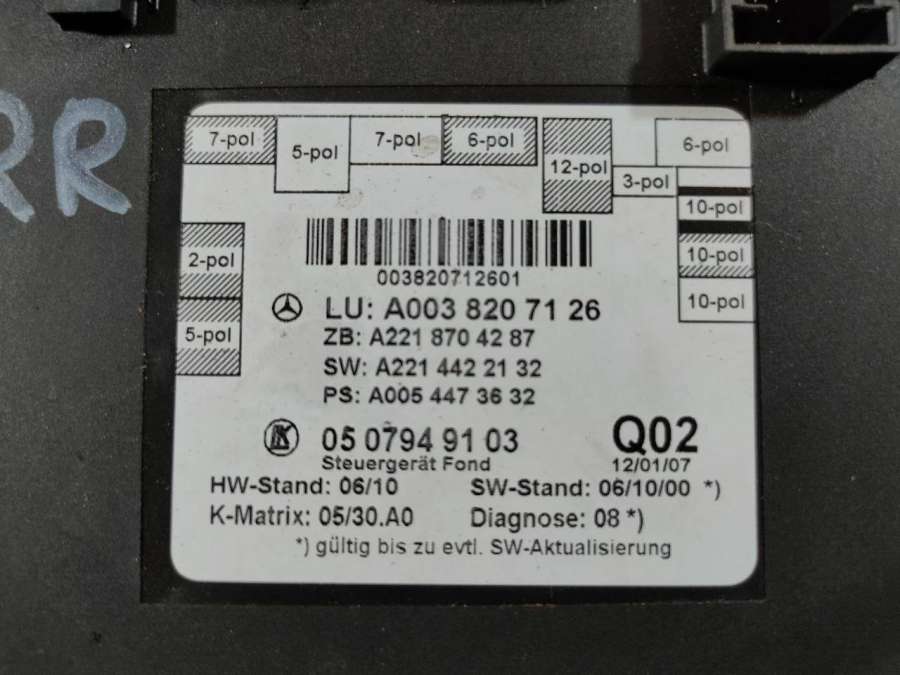 RR
7-pol
5-pol
7-pol
6-pol
12-pol
3-pol
6-pol
10-pol
10-pol
10-pol
2-pol
5-pol
003820712601
LU: A003 820 71 26
ZB: A221 870 42 87
SW: A221 442 21 32
PS: A005 447 36 32
05 0794 91 03
Q02
Steuergerät Fond
12/01/07
HW-Stand: 06/10
SW-Stand: 06/10/00 *)
K-Matrix: 05/30.A0
Diagnose: 08 *)
*) gültig bis zu evtl. SW-Aktualisierung